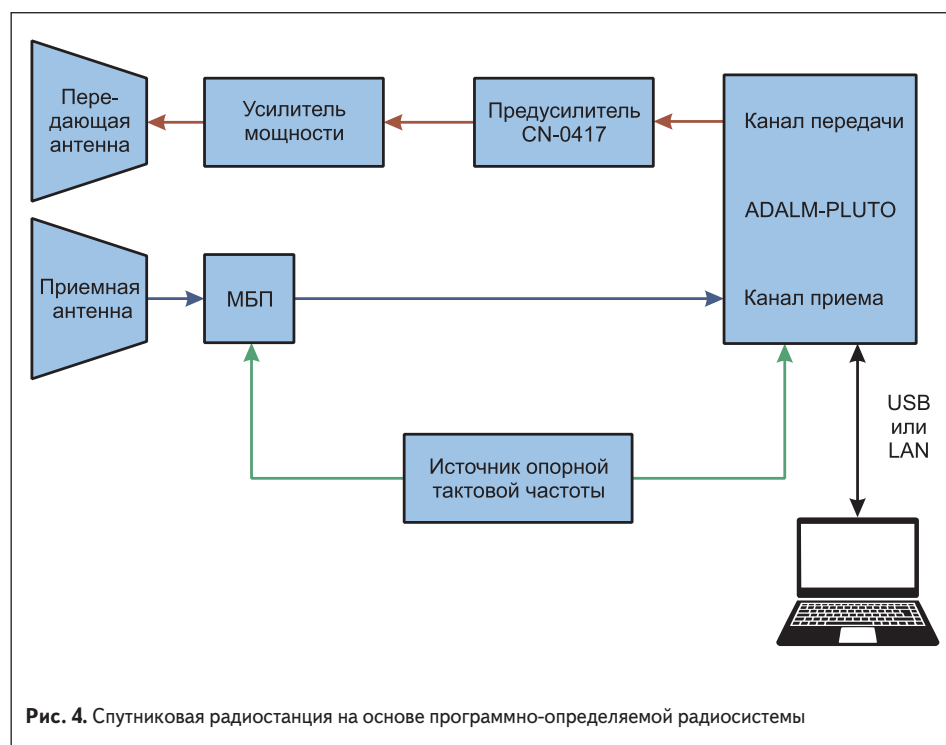 Пере-
дающая
антенна
Усилитель
мощности
Предусилитель
CN-0417
Канал передачи
ADALM-PLUTO
Канал приема
Приемная
антенна
МБП
Источник опорной
тактовой частоты
USB
или
LAN
Рис. 4. Спутниковая радиостанция на основе программно-определяемой радиосистемы